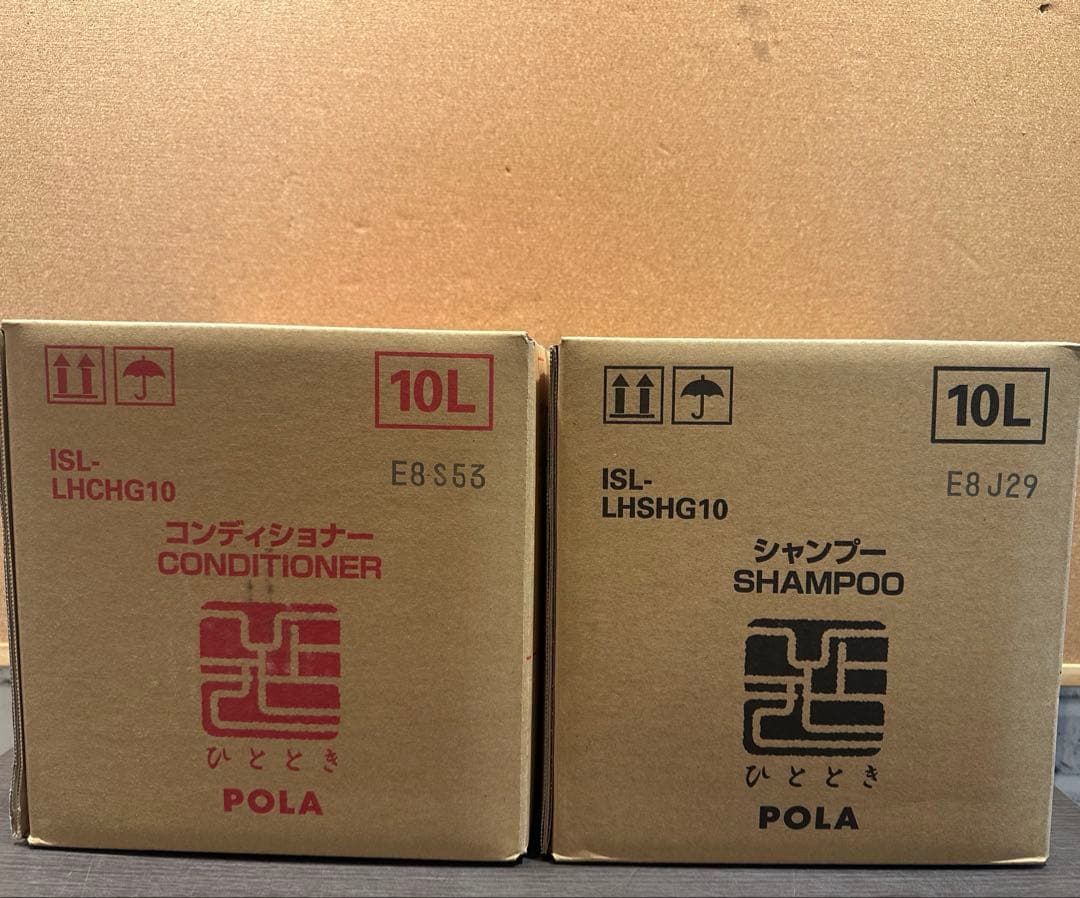 10L
ISL-
LHCHG10
E8S53
コンディショナー
CONDITIONER
ひととき
POLA
10L
ISL-
LHSHG10
E8J29
シャンプー
SHAMPOO
ひととき
POLA